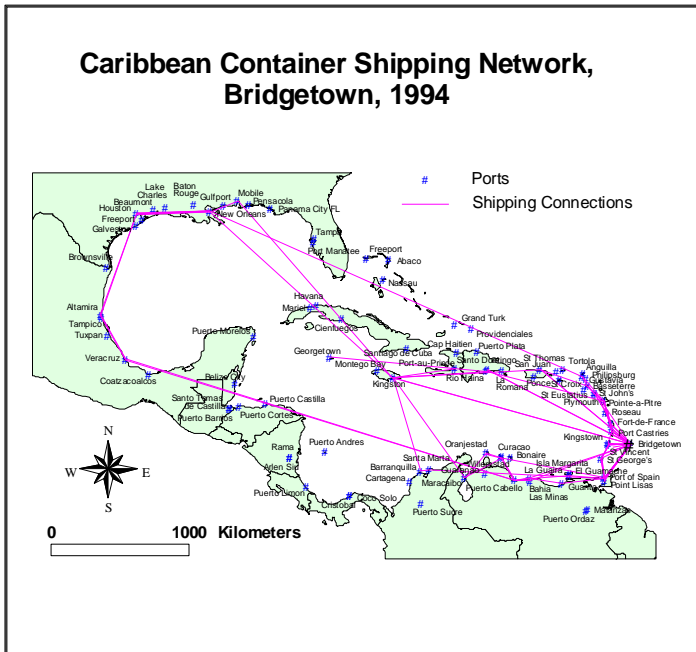 Caribbean Container Shipping Network,
Bridgetown, 1994
# Ports
Shipping Connections
Lake
Charles
Baton
Rouge
Beaumont
Houston
Freeport
Galveston
Gulfport
Mobile
Pensacola
New Orleans
Panama City FL
Tampa
Port Manatee
Freeport
Abaco
Nassau
Brownsville
Altamira
Tampico
Tuxpan
Veracruz
Coatzacoalcos
Havana
Mariel
Cienfuegos
Grand Turk
Providenciales
Puerto Morelos
Georgetown
Santiago de Cuba
Montego Bay
Kingston
Cap Haitien
Port-au-Prince
Puerto Plata
Rio Haina
Santo Domingo
La
Romana
San Juan
Ponce
St Thomas
Tortola
St Croix
Anguilla
Philipsburg
Gustavia
Basseterre
St Eustatius
St John's
Plymouth
Pointe-a-Pitre
Roseau
Fort-de-France
Port Castries
Kingstown
Bridgetown
St Vincent
St George's
Belize City
Santo Tomas
de Castilla
Puerto Barrios
Puerto Castilla
Puerto Cortes
Rama
Arlen Siu
Puerto Andres
Puerto Limon
Cristobal
Coco Solo
Santa Marta
Barranquilla
Cartagena
Maracaibo
Puerto Sucre
Oranjestad
Curacao
Bonaire
Willemstad
Guaranao
Puerto Cabello
La Guaira
Isla Margarita
El Guamache
Bahia
Las Minas
Guanta
Port of Spain
Point Lisas
Puerto Ordaz
Matanzas
N
W E
S
0 1000 Kilometers